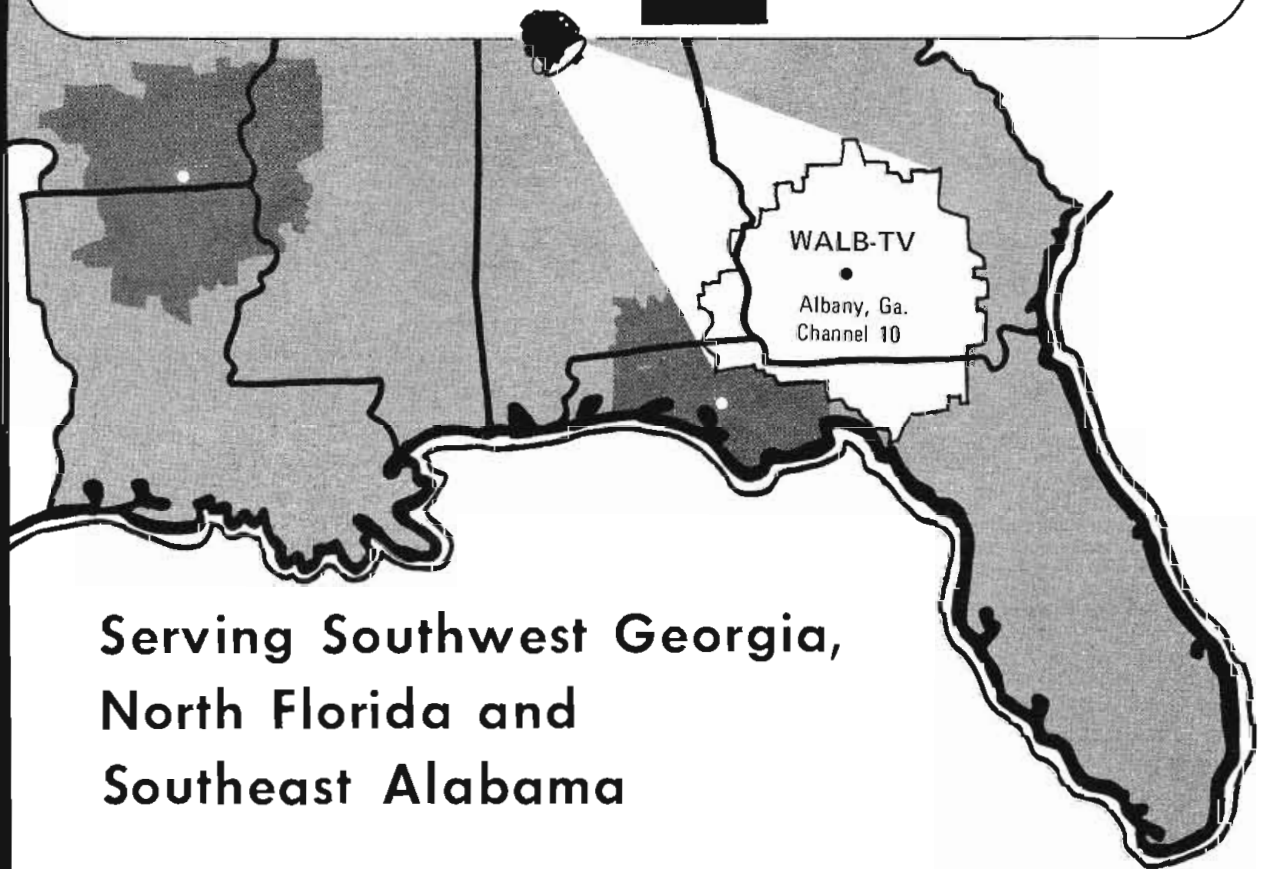 WALB-TV
Albany, Ga.
Channel 10
Serving Southwest Georgia,
North Florida and
Southeast Alabama